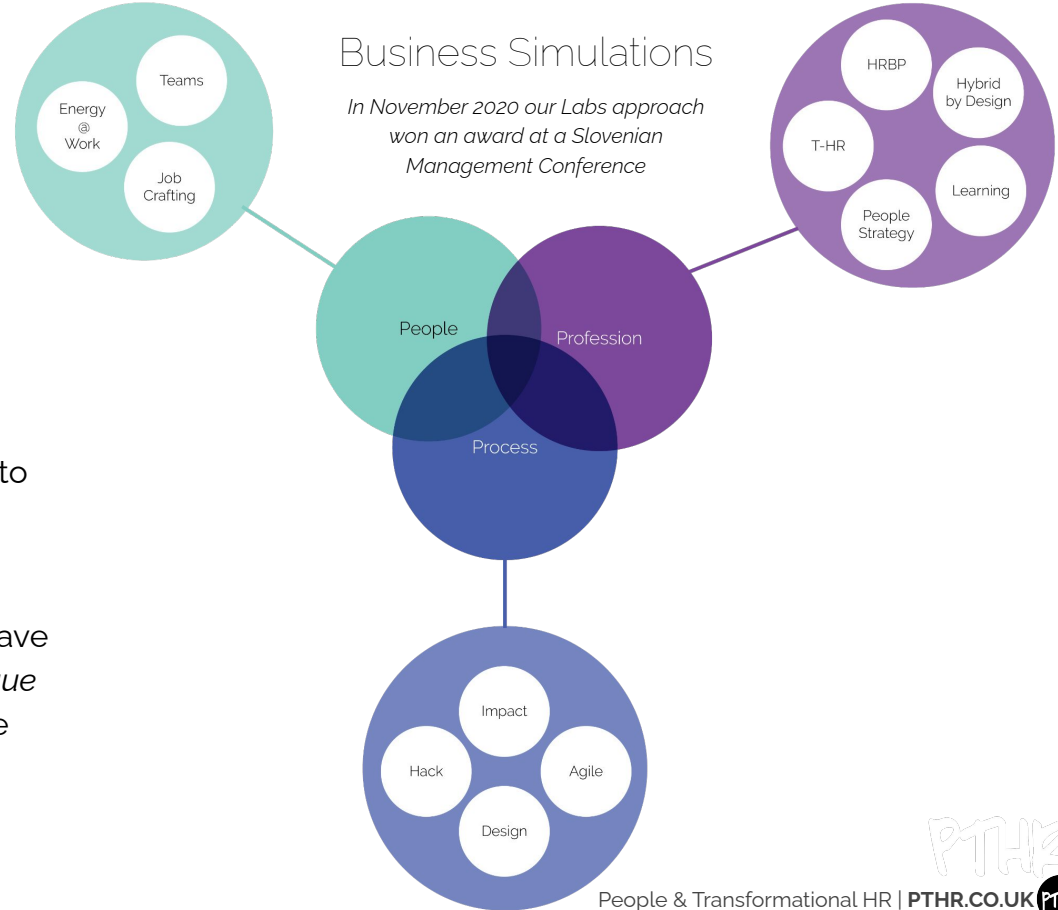 Business Simulations
In November 2020 our Labs approach
won an award at a Slovenian
Management Conference
Teams
Energy
@
Work
Job
Crafting
HRBP
Hybrid
by Design
T-HR
Learning
People
Strategy
People
Profession
Process
to
Impact
Hack
Agile
Design
People & Transformational HR | PTHR.CO.UK